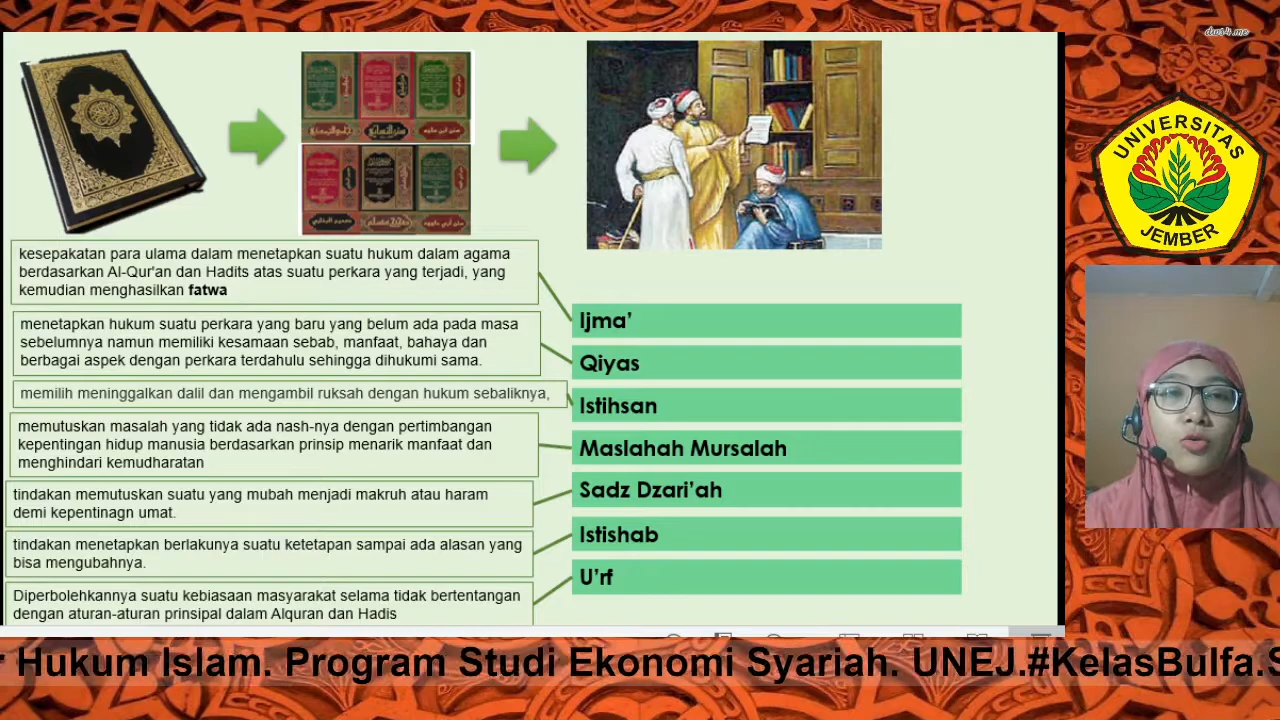 dws4.me
UNIVERSITAS
JEMBER
kesepakatan para ulama dalam menetapkan suatu hukum dalam agama
berdasarkan Al-Qur'an dan Hadits atas suatu perkara yang terjadi, yang
kemudian menghasilkan fatwa
Ijma'
menetapkan hukum suatu perkara yang baru yang belum ada pada masa
sebelumnya namun memiliki kesamaan sebab, manfaat, bahaya dan
berbagai aspek dengan perkara terdahulu sehingga dihukumi sama.
Qiyas
memilih meninggalkan dalil dan mengambil ruksah dengan hukum sebaliknya,
Istihsan
memutuskan masalah yang tidak ada nash-nya dengan pertimbangan
kepentingan hidup manusia berdasarkan prinsip menarik manfaat dan
menghindari kemudharatan
Maslahah Mursalah
tindakan memutuskan suatu yang mubah menjadi makruh atau haram
demi kepentinagn umat.
Sadz Dzari'ah
tindakan menetapkan berlakunya suatu ketetapan sampai ada alasan yang
bisa mengubahnya.
Istishab
Diperbolehkannya suatu kebiasaan masyarakat selama tidak bertentangan
dengan aturan-aturan prinsipal dalam Alquran dan Hadis
U'rf
Hukum Islam. Program Studi Ekonomi Syariah. UNEJ.#KelasBulfa.S